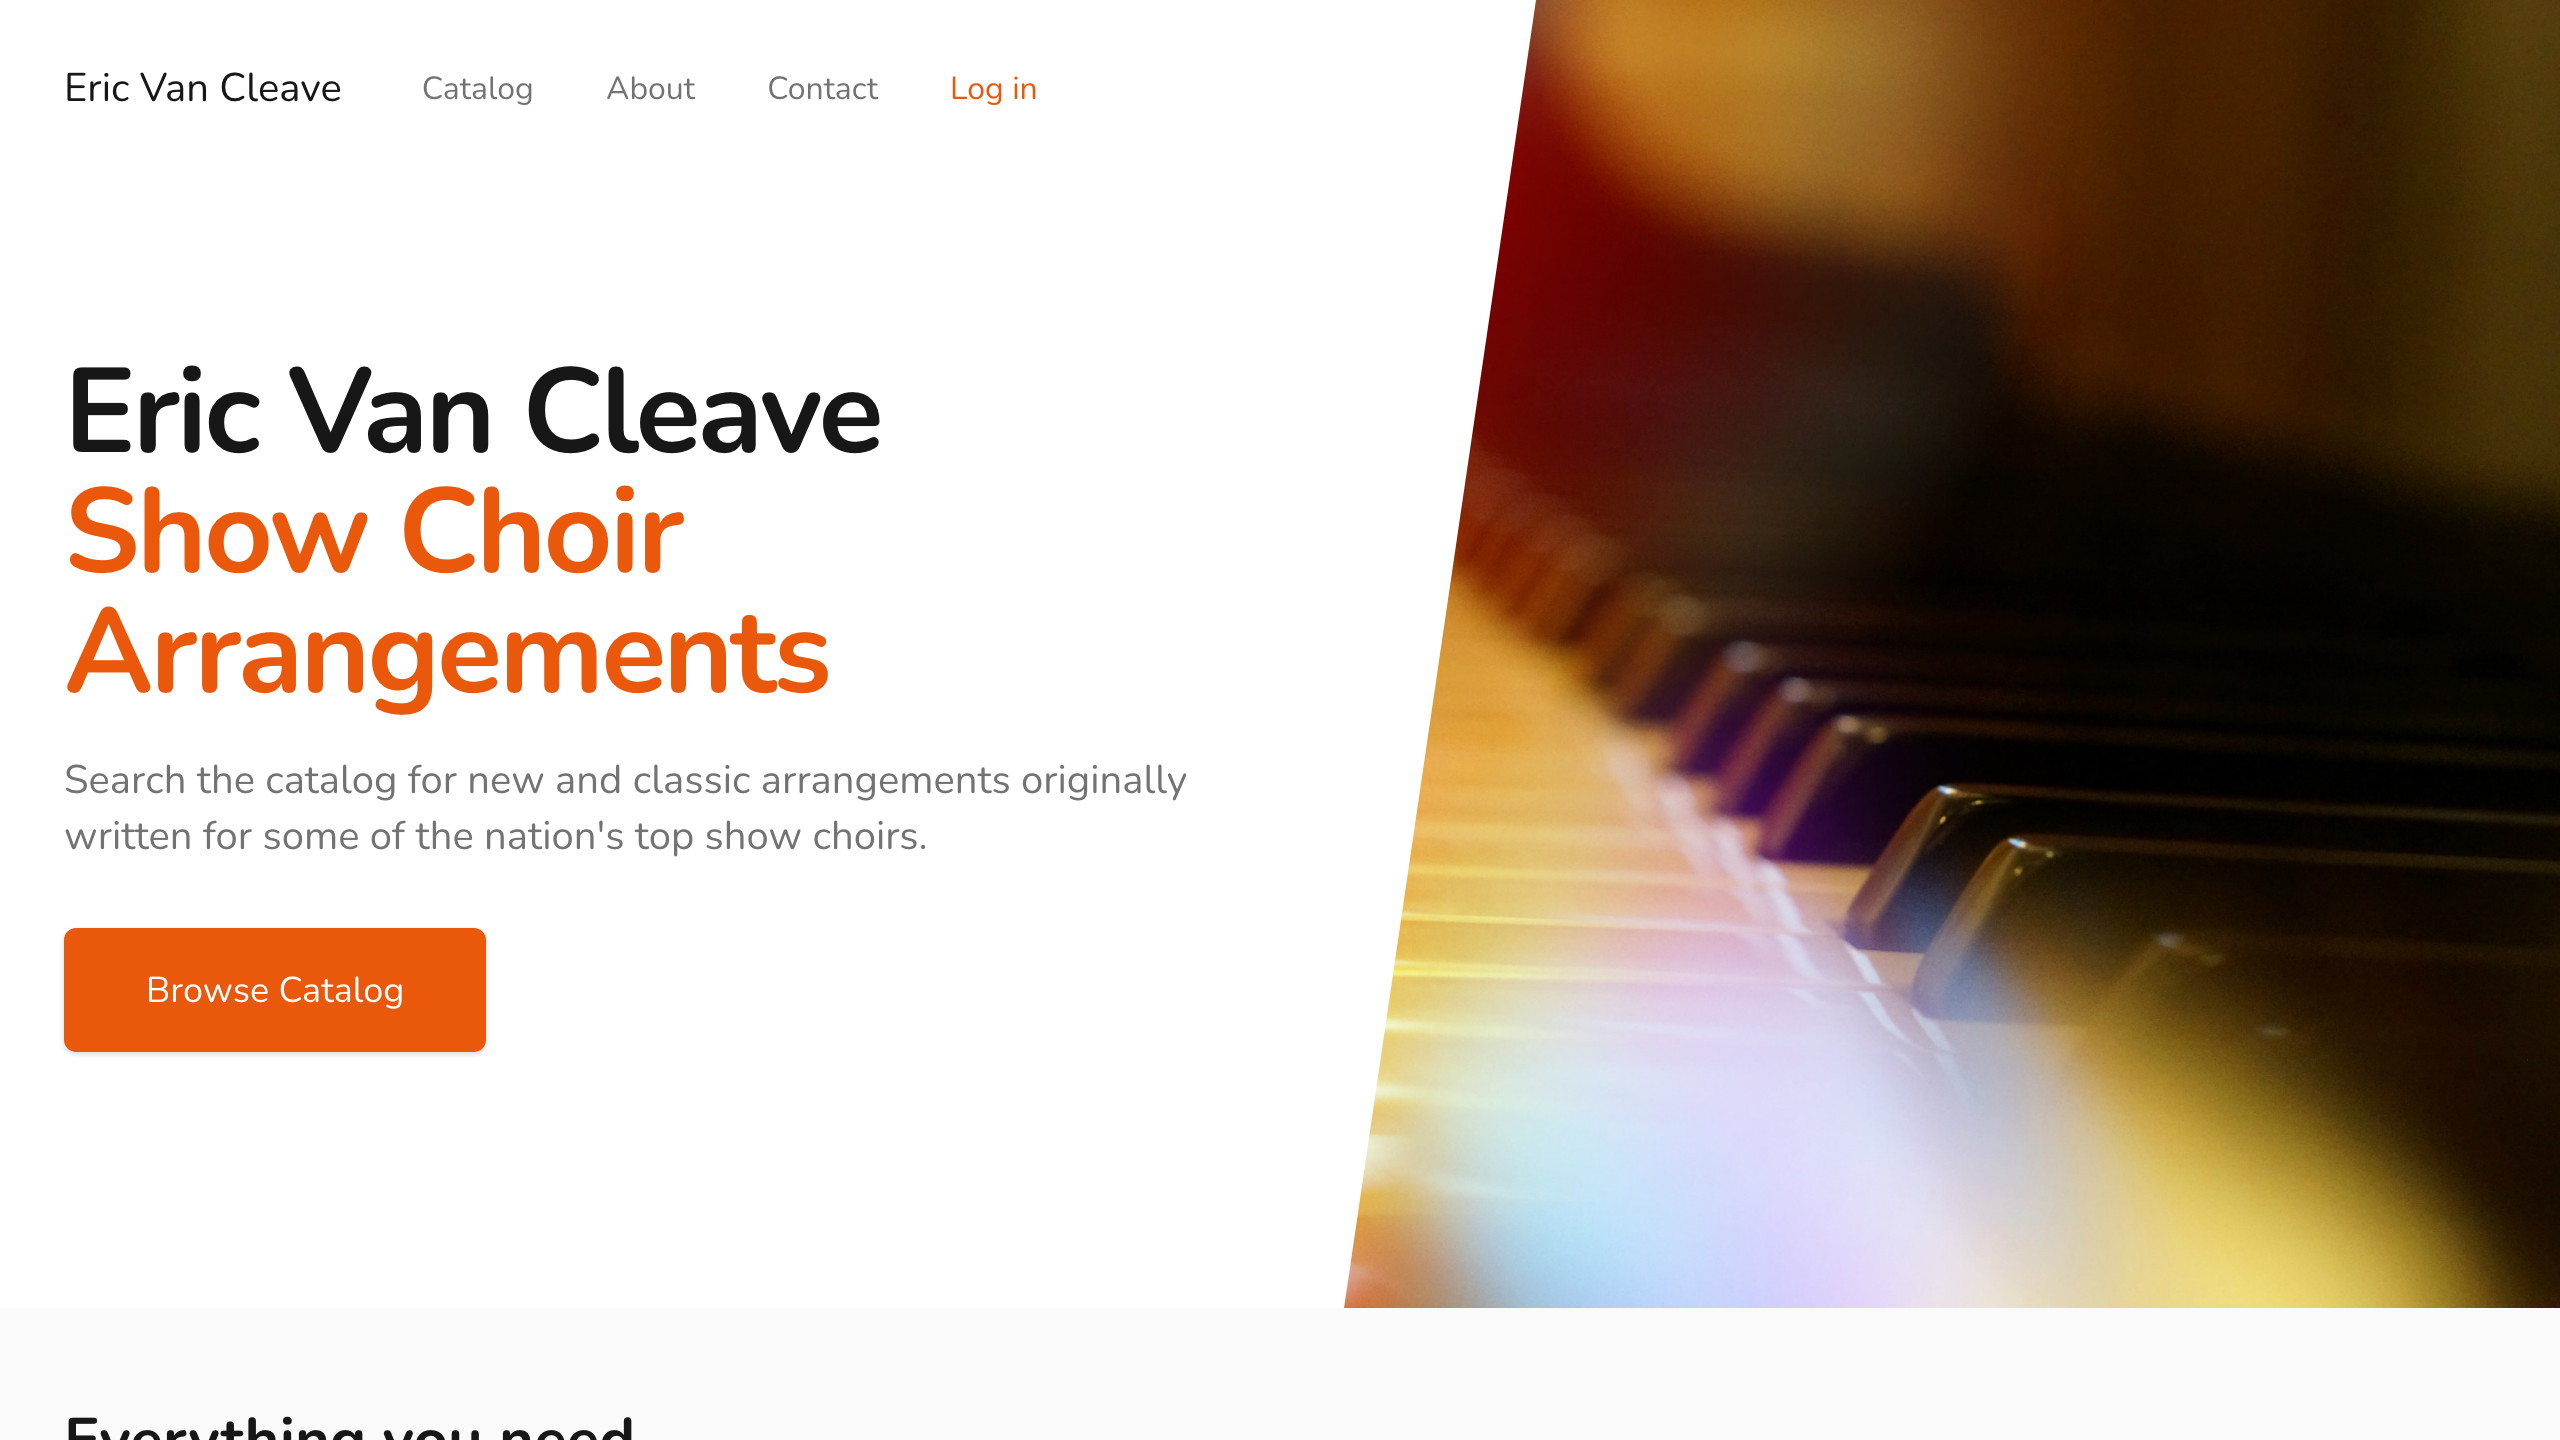 Eric Van Cleave
Catalog
About
Contact
Log in
Eric Van Cleave
Show Choir
Arrangements
Search the catalog for new and classic arrangements originally
written for some of the nation's top show choirs.
Browse Catalog
Everything you need